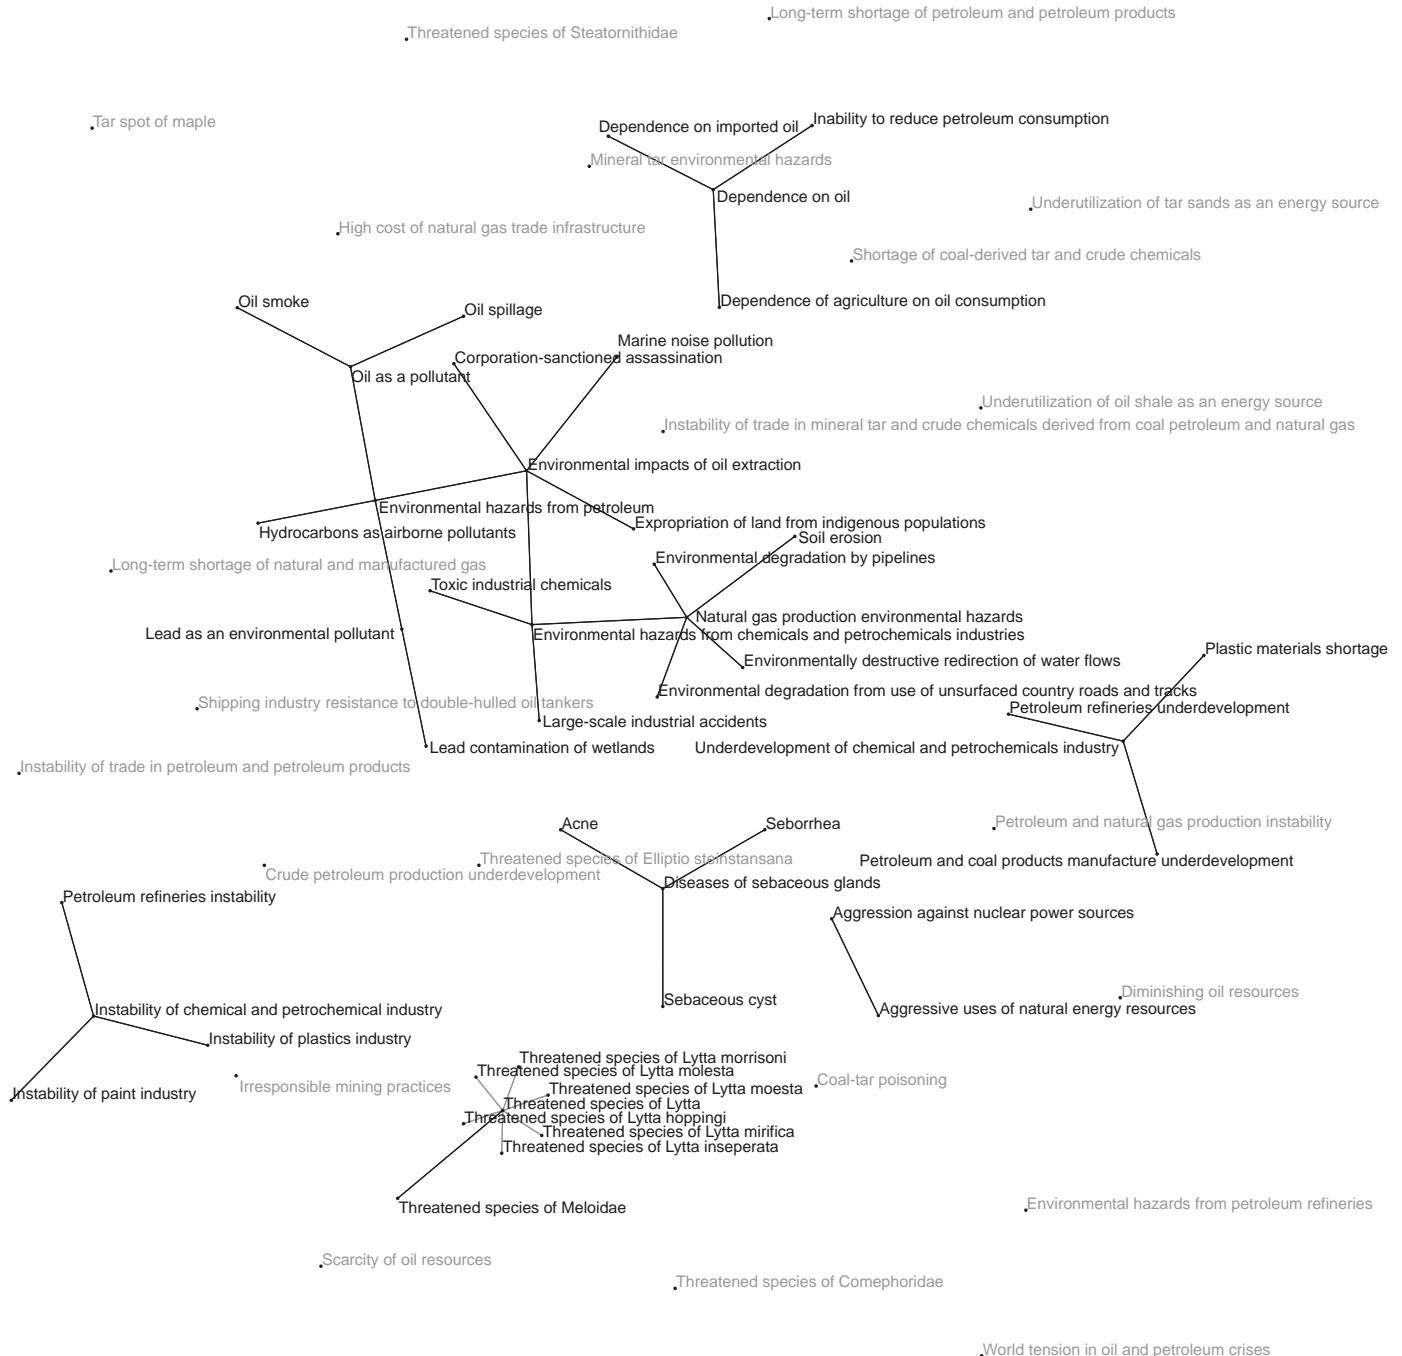 Long-term shortage of petroleum and petroleum products
Threatened species of Steatornithidae
Tar spot of maple
Inability to reduce petroleum consumption
Dependence on imported oil
Mineral tar environmental hazards
Dependence on oil
Underutilization of tar sands as an energy source
High cost of natural gas trade infrastructure
Shortage of coal-derived tar and crude chemicals
Oil smoke
Dependence of agriculture on oil consumption
Oil spillage
Marine noise pollution
Corporation-sanctioned assassination
Oil as a pollutant
Underutilization of oil shale as an energy source
Instability of trade in mineral tar and crude chemicals derived from coal petroleum and natural gas
Environmental impacts of oil extraction
Environmental hazards from petroleum
Expropriation of land from indigenous populations
Hydrocarbons as airborne pollutants
Soil erosion
Environmental degradation by pipelines
Long-term shortage of natural and manufactured gas
Toxic industrial chemicals
Natural gas production environmental hazards
Lead as an environmental pollutant
Environmental hazards from chemicals and petrochemicals industries
Plastic materials shortage
Environmentally destructive redirection of water flows
Environmental degradation from use of unsurfaced country roads and tracks
Shipping industry resistance to double-hulled oil tankers
Petroleum refineries underdevelopment
Large-scale industrial accidents
Lead contamination of wetlands
Underdevelopment of chemical and petrochemicals industry
Instability of trade in petroleum and petroleum products
Acne
Seborrhea
Petroleum and natural gas production instability
Threatened species of Elliptio steinstansana
Petroleum and coal products manufacture underdevelopment
Crude petroleum production underdevelopment
Diseases of sebaceous glands
Petroleum refineries instability
Aggression against nuclear power sources
Diminishing oil resources
Sebaceous cyst
Instability of chemical and petrochemical industry
Aggressive uses of natural energy resources
Instability of plastics industry
Threatened species of Lytta morrisoni
Threatened species of Lytta molesta
Coal-tar poisoning
Irresponsible mining practices
Threatened species of Lytta moesta
Instability of paint industry
Threatened species of Lytta
Threatened species of Lytta hoppingi
Threatened species of Lytta mirifica
Threatened species of Lytta inseperata
Environmental hazards from petroleum refineries
Threatened species of Meloidae
Scarcity of oil resources
Threatened species of Comephoridae
World tension in oil and petroleum crises